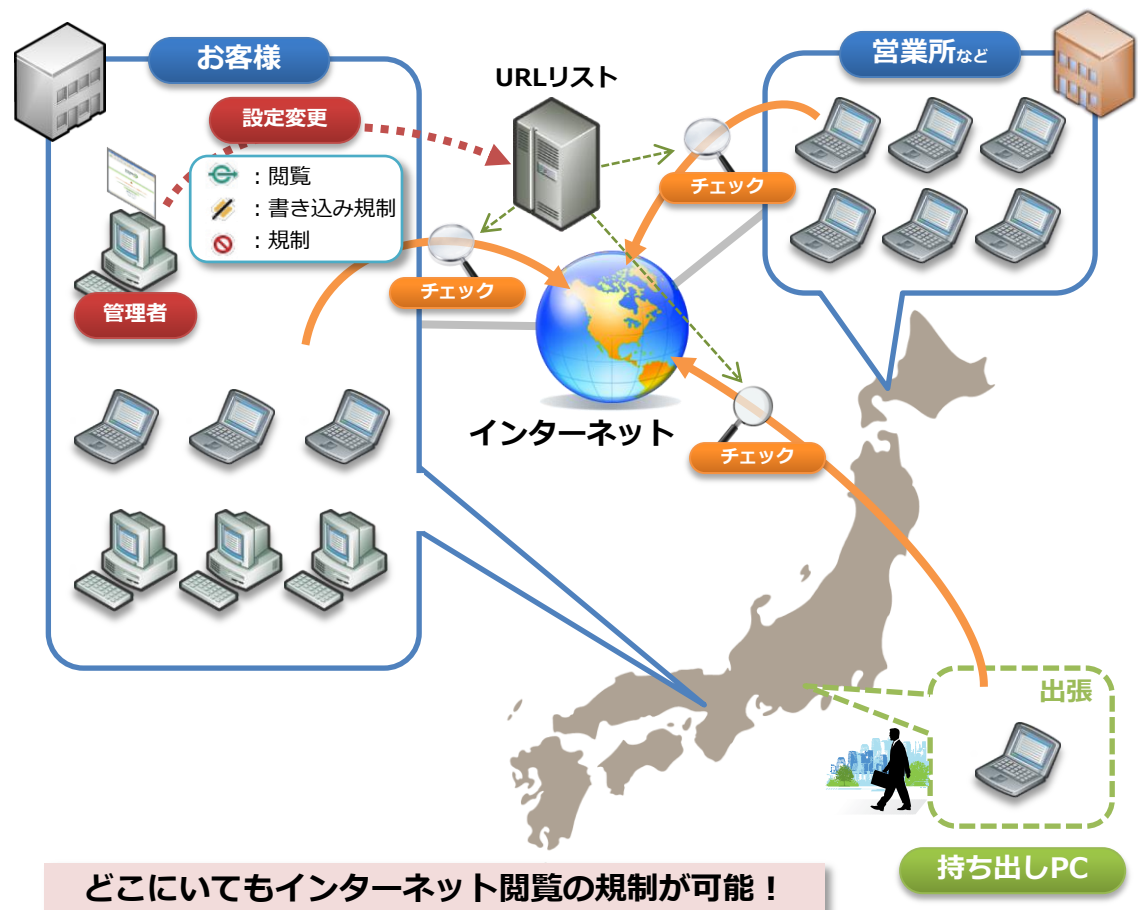 お客様
営業所など
URLリスト
設定変更
：閲覧
：書き込み規制
：規制
チェック
チェック
管理者
インターネット
チェック
出張
持ち出しPC
どこにいてもインターネット閲覧の規制が可能！